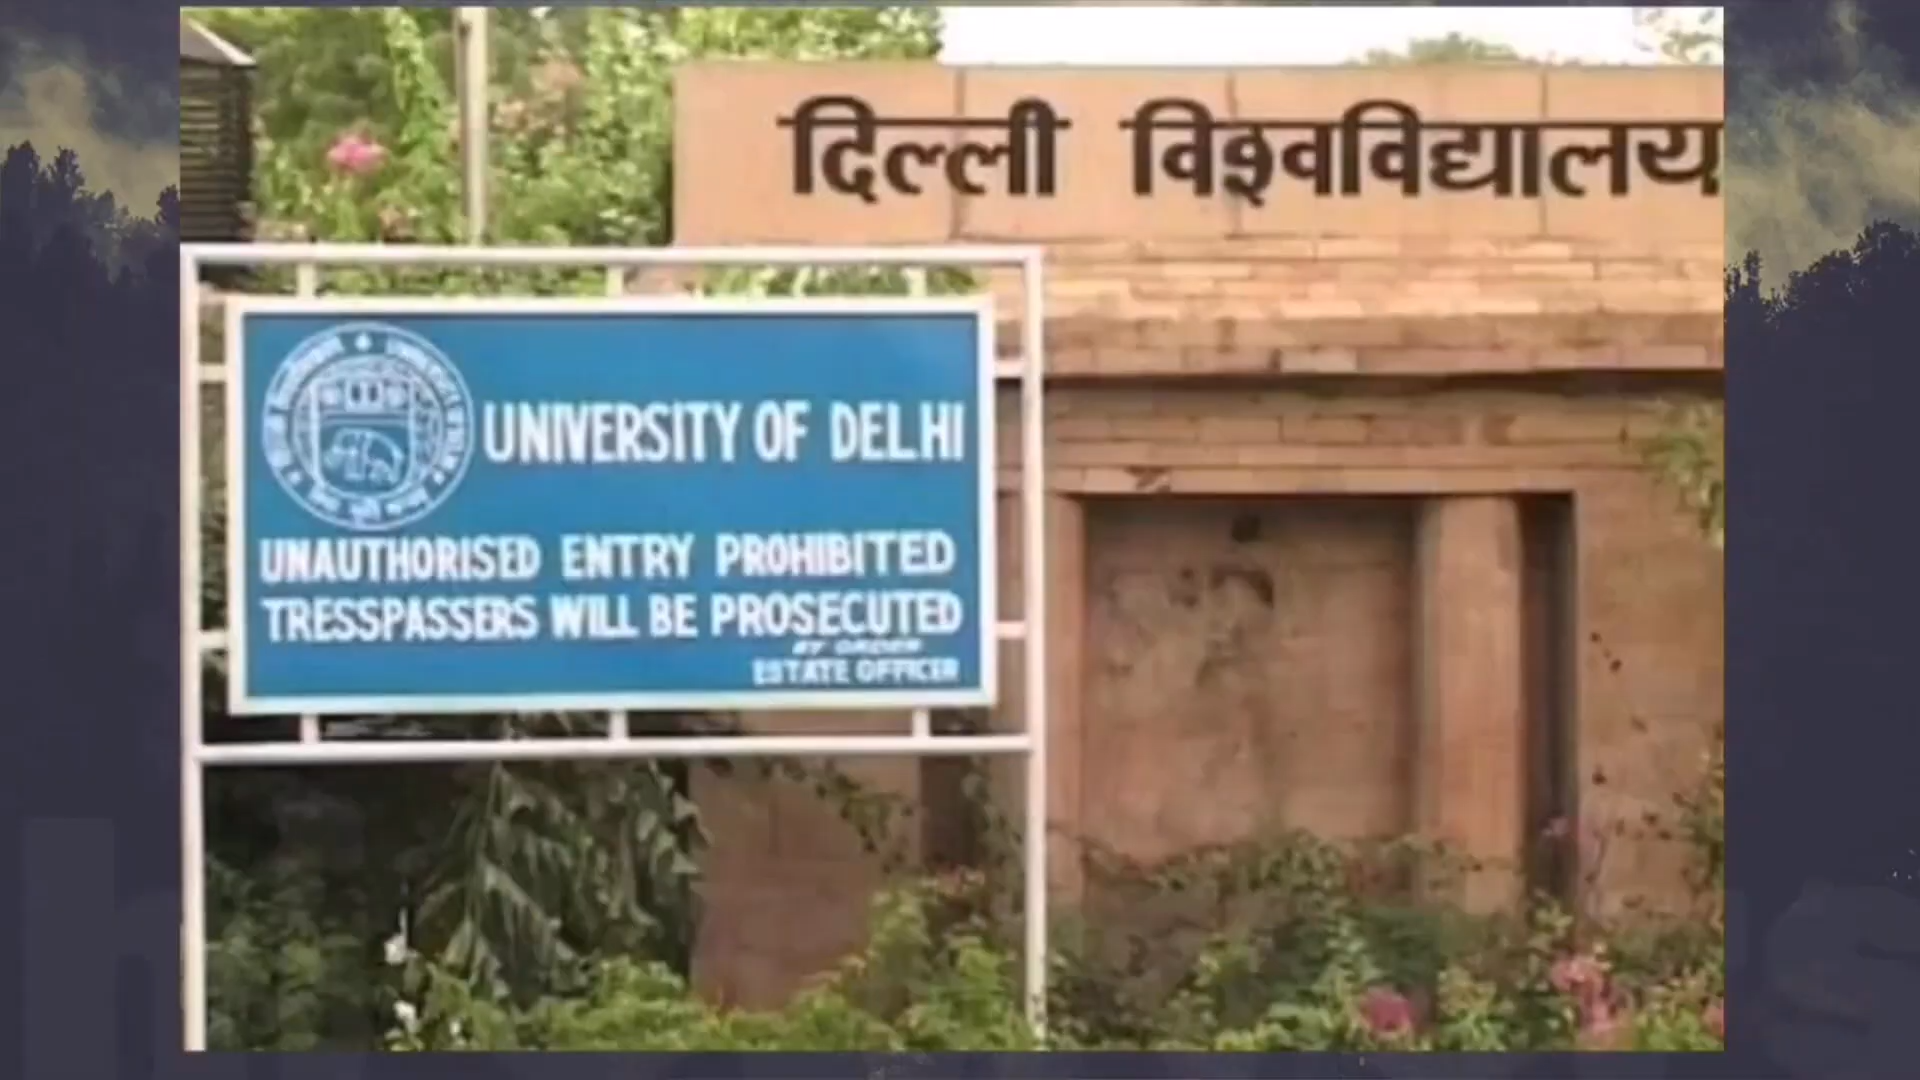 दिल्ली विश्वविद्यालय
UNIVERSITY OF DELHI
UNAUTHORISED ENTRY PROHIBITED
TRESSPASSERS WILL BE PROSECUTED
BY ORDER
ESTATE OFFICER